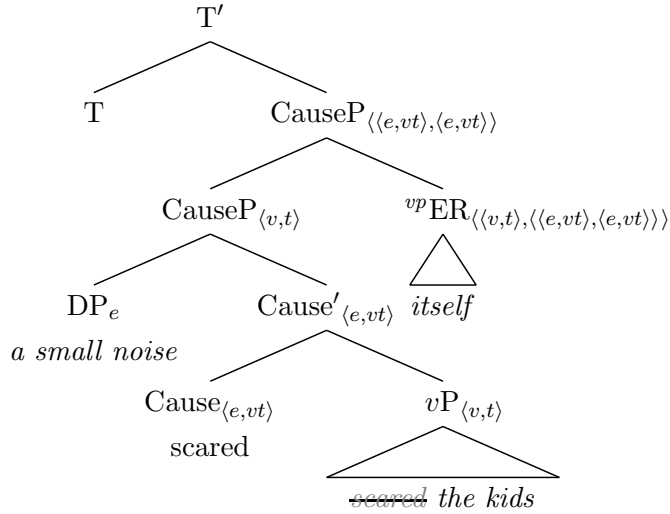 T′
T CauseP⟨⟨e,vt⟩,⟨e,vt⟩⟩
CauseP⟨v,t⟩ vpER⟨⟨v,t⟩,⟨⟨e,vt⟩,⟨e,vt⟩⟩⟩
DPe Cause′⟨e,vt⟩ itself
a small noise
Cause⟨e,vt⟩ vP⟨v,t⟩
scared
scared the kids